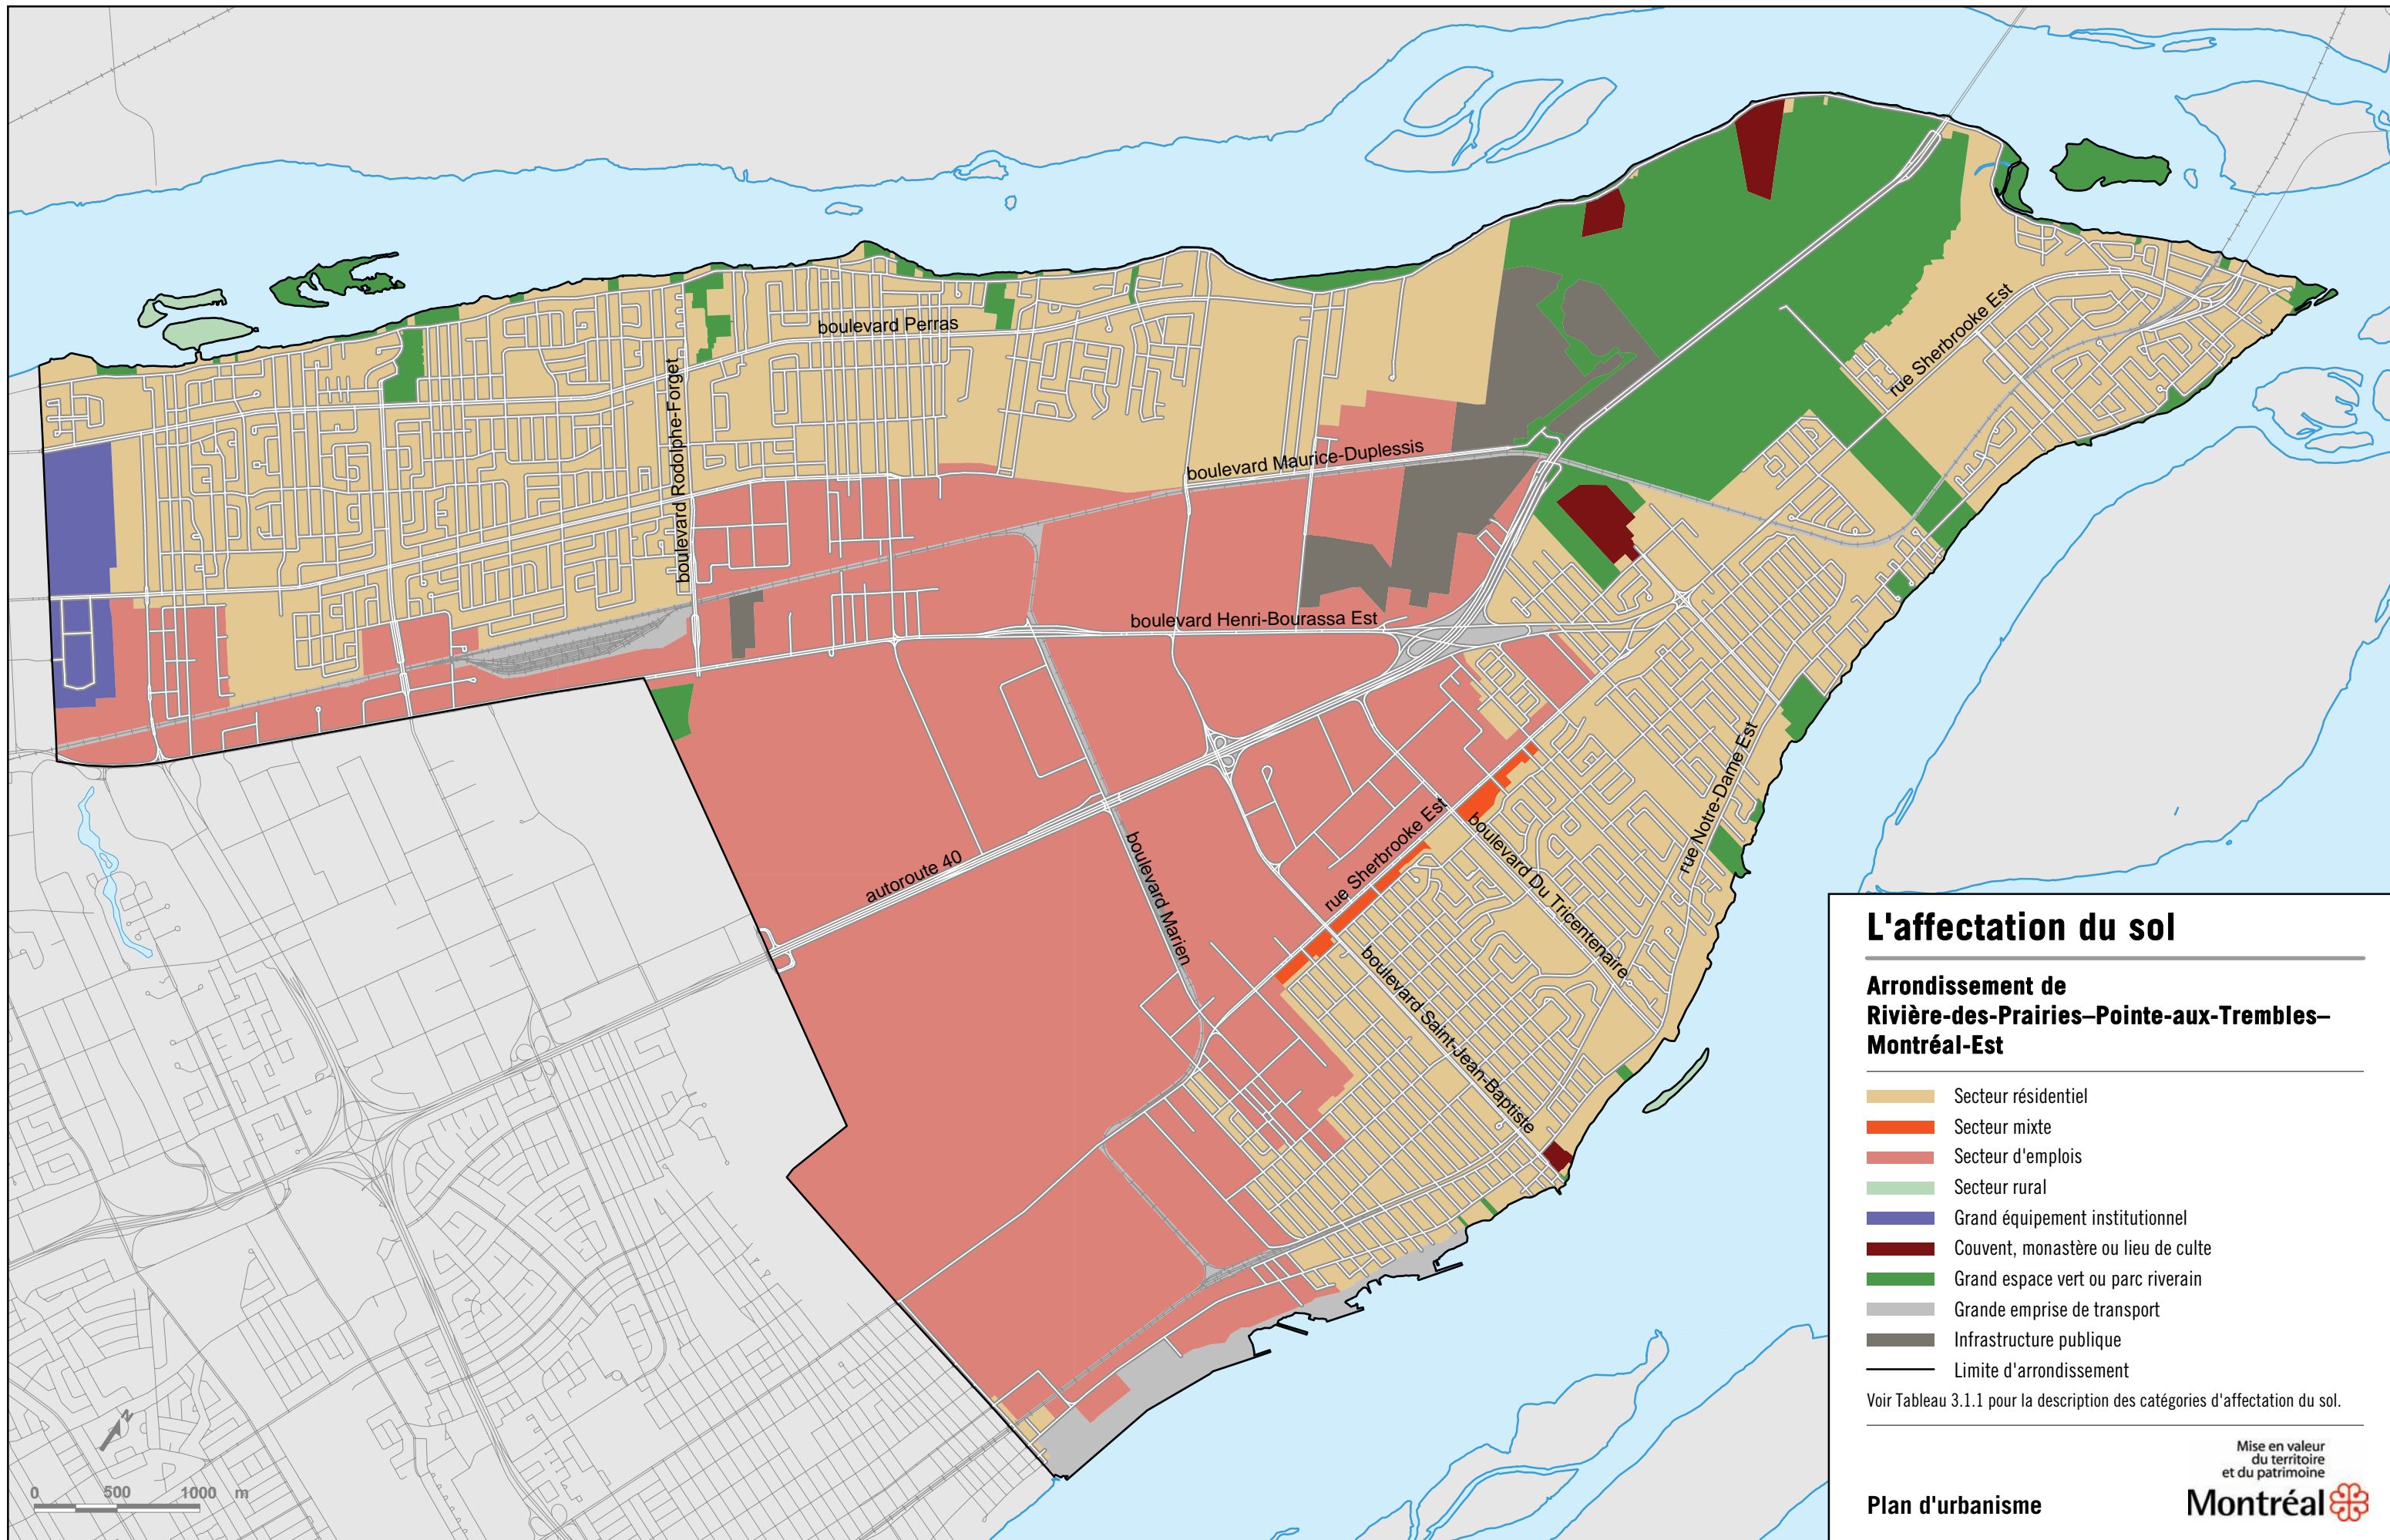 boulevard Perras
boulevard Rodolphe-Forget
boulevard Maurice-Duplessis
rue Sherbrooke Est
boulevard Henri-Bourassa Est
autoroute 40
boulevard Marien
rue Sherbrooke Est
boulevard Du Tricentenaire
rue Notre-Dame Est
boulevard Saint-Jean-Baptiste
L'affectation du sol
Arrondissement de
Rivière-des-Prairies–Pointe-aux-Trembles–
Montréal-Est
Secteur résidentiel
Secteur mixte
Secteur d'emplois
Secteur rural
Grand équipement institutionnel
Couvent, monastère ou lieu de culte
Grand espace vert ou parc riverain
Grande emprise de transport
Infrastructure publique
Limite d'arrondissement
Voir Tableau 3.1.1 pour la description des catégories d'affectation du sol.
Mise en valeur
du territoire
et du patrimoine
Plan d'urbanisme
Montréal
N
0 500 1000 m